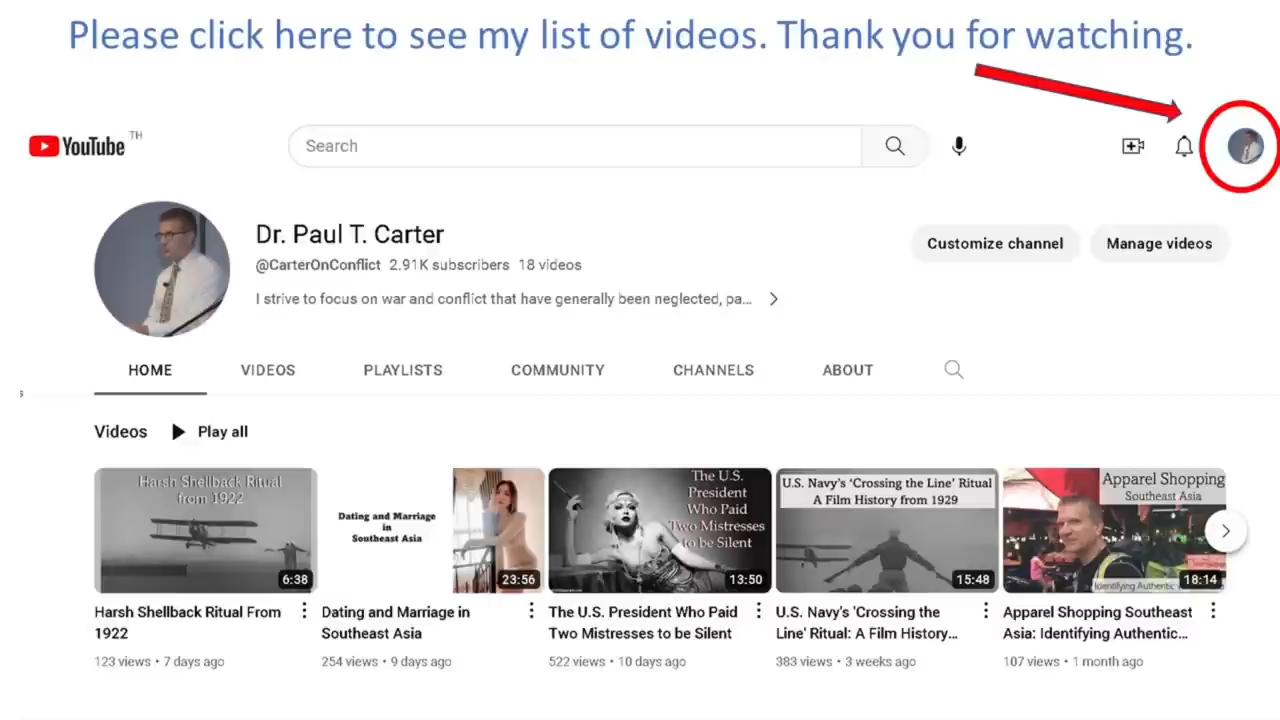 Please click here to see my list of videos. Thank you for watching.
YouTube TH
Search
Dr. Paul T. Carter
Customize channel
Manage videos
@CarterOnConflict 2.91K subscribers 18 videos
I strive to focus on war and conflict that have generally been neglected, pa...
HOME VIDEOS PLAYLISTS COMMUNITY CHANNELS ABOUT
Videos Play all
Harsh Shellback Ritual
from 1922
6:38
Dating and Marriage
in
Southeast Asia
23:56
The U.S.
President
Who Paid
Two Mistresses
to be Silent
13:50
U.S. Navy's 'Crossing the Line' Ritual
A Film History from 1929
15:48
Apparel Shopping
Southeast Asia
Identifying Authentic
18:14
Harsh Shellback Ritual From
1922
123 views • 7 days ago
Dating and Marriage in
Southeast Asia
254 views • 9 days ago
The U.S. President Who Paid
Two Mistresses to be Silent
522 views • 10 days ago
U.S. Navy's 'Crossing the
Line' Ritual: A Film History...
383 views • 3 weeks ago
Apparel Shopping Southeast
Asia: Identifying Authentic...
107 views • 1 month ago